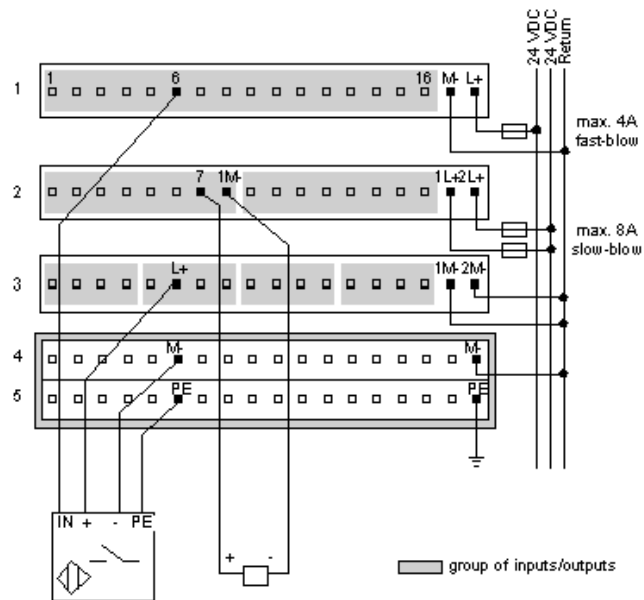 24 VDC
24 VDC
Return
1
1
6
16
M-
L+
max. 4A
fast-blow
2
7
1M-
1L+
2L+
max. 8A
slow-blow
3
L+
1M-
2M-
4
M-
M-
5
PE
PE
IN + - PE
+ -
group of inputs/outputs